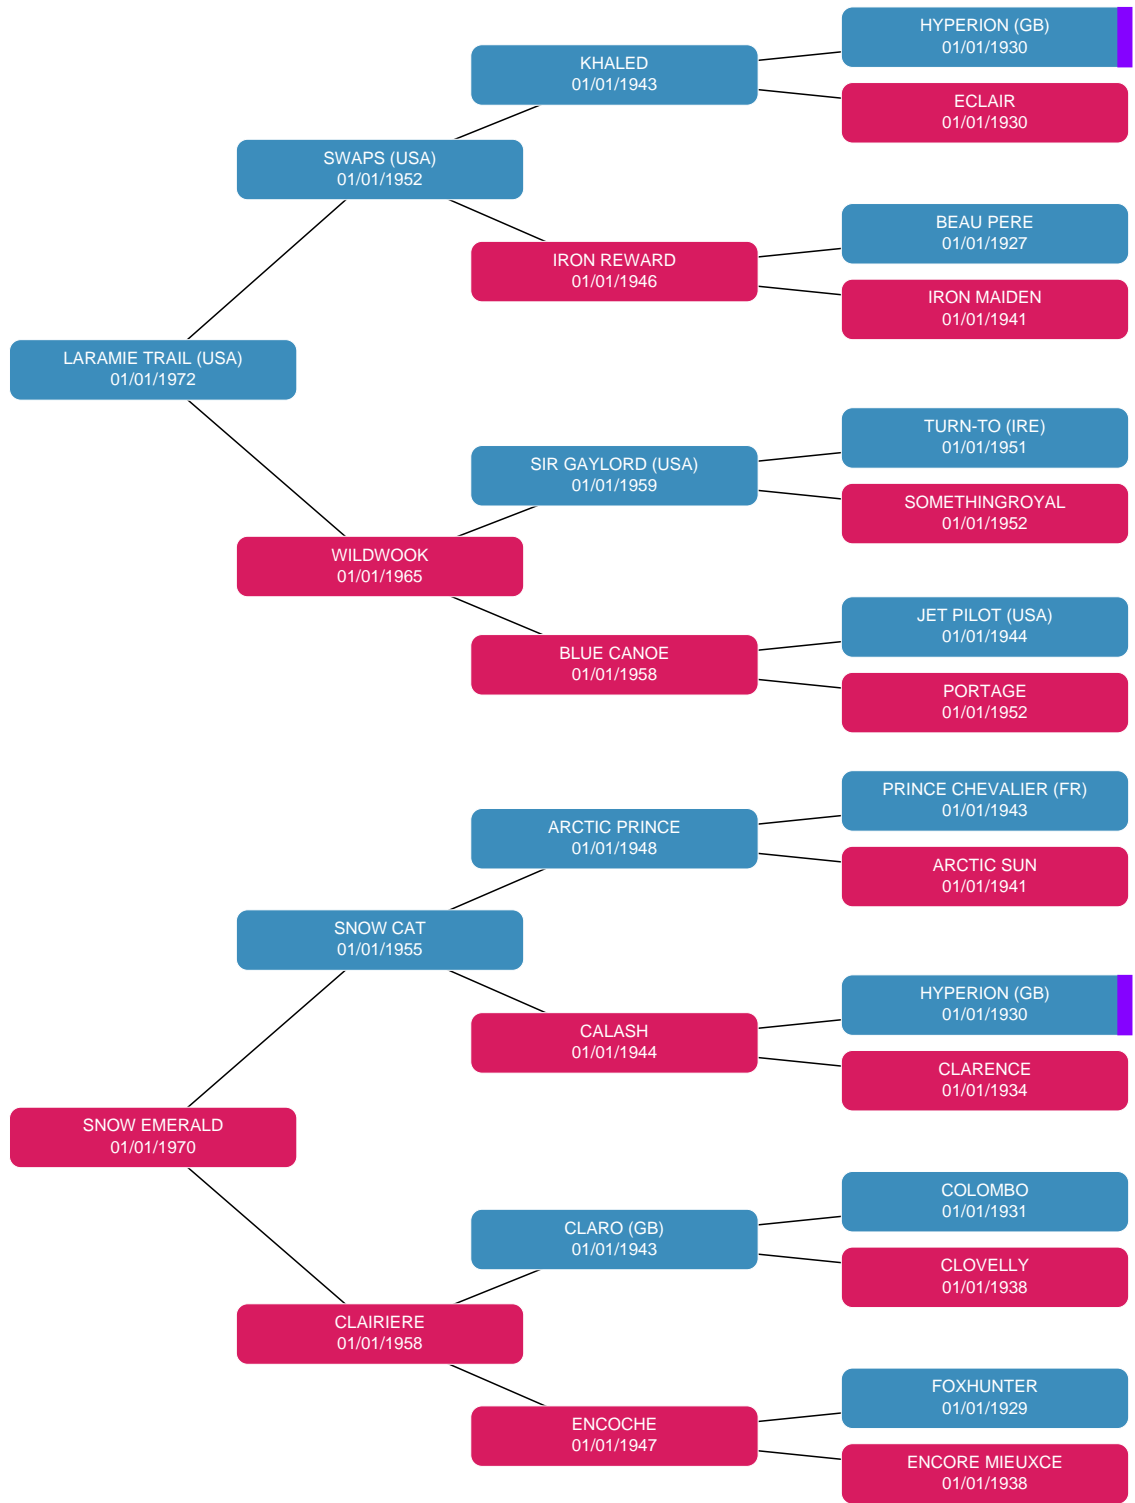 HYPERION (GB)
01/01/1930
KHALED
01/01/1943
ECLAIR
01/01/1930
SWAPS (USA)
01/01/1952
BEAU PERE
01/01/1927
IRON REWARD
01/01/1946
IRON MAIDEN
01/01/1941
LARAMIE TRAIL (USA)
01/01/1972
TURN-TO (IRE)
01/01/1951
SIR GAYLORD (USA)
01/01/1959
SOMETHINGROYAL
01/01/1952
WILDWOOK
01/01/1965
JET PILOT (USA)
01/01/1944
BLUE CANOE
01/01/1958
PORTAGE
01/01/1952
PRINCE CHEVALIER (FR)
01/01/1943
ARCTIC PRINCE
01/01/1948
ARCTIC SUN
01/01/1941
SNOW CAT
01/01/1955
HYPERION (GB)
01/01/1930
CALASH
01/01/1944
CLARENCE
01/01/1934
SNOW EMERALD
01/01/1970
COLOMBO
01/01/1931
CLARO (GB)
01/01/1943
CLOVELLY
01/01/1938
CLAIRIERE
01/01/1958
FOXHUNTER
01/01/1929
ENCOCHE
01/01/1947
ENCORE MIEUXCE
01/01/1938